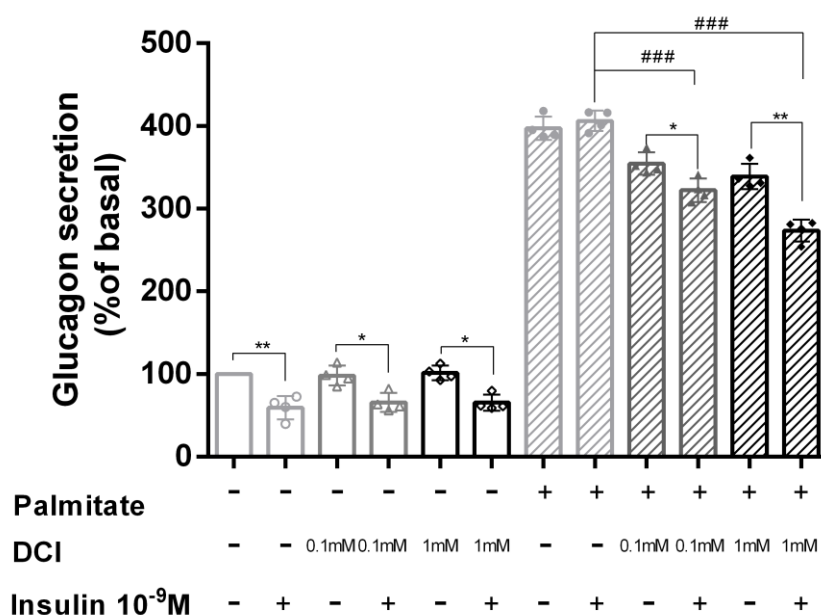 Glucagon secretion
(%of basal)
500
400
300
200
100
0
###
###
*
**
**
*
*
Palmitate - - - - - - + + + + + +
DCI - - 0.1mM 0.1mM 1mM 1mM - - 0.1mM 0.1mM 1mM 1mM
Insulin 10⁻⁹M - + - + - + - + - + - +